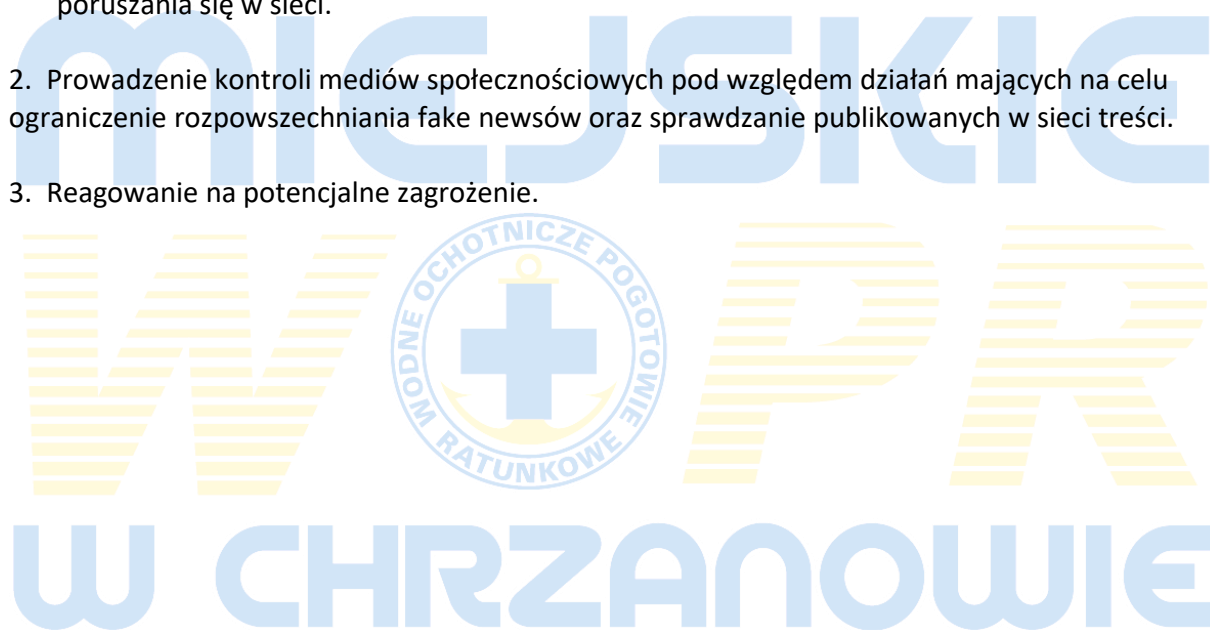 poruszania się w sieci.
2. Prowadzenie kontroli mediów społecznościowych pod względem działań mających na celu
ograniczenie rozpowszechniania fake newsów oraz sprawdzanie publikowanych w sieci treści.
3. Reagowanie na potencjalne zagrożenie.
MIEJSKIE
WOPR
WODNE OCHOTNICZE POGOTOWIE
RATUNKOWE
W CHRZANOWIE